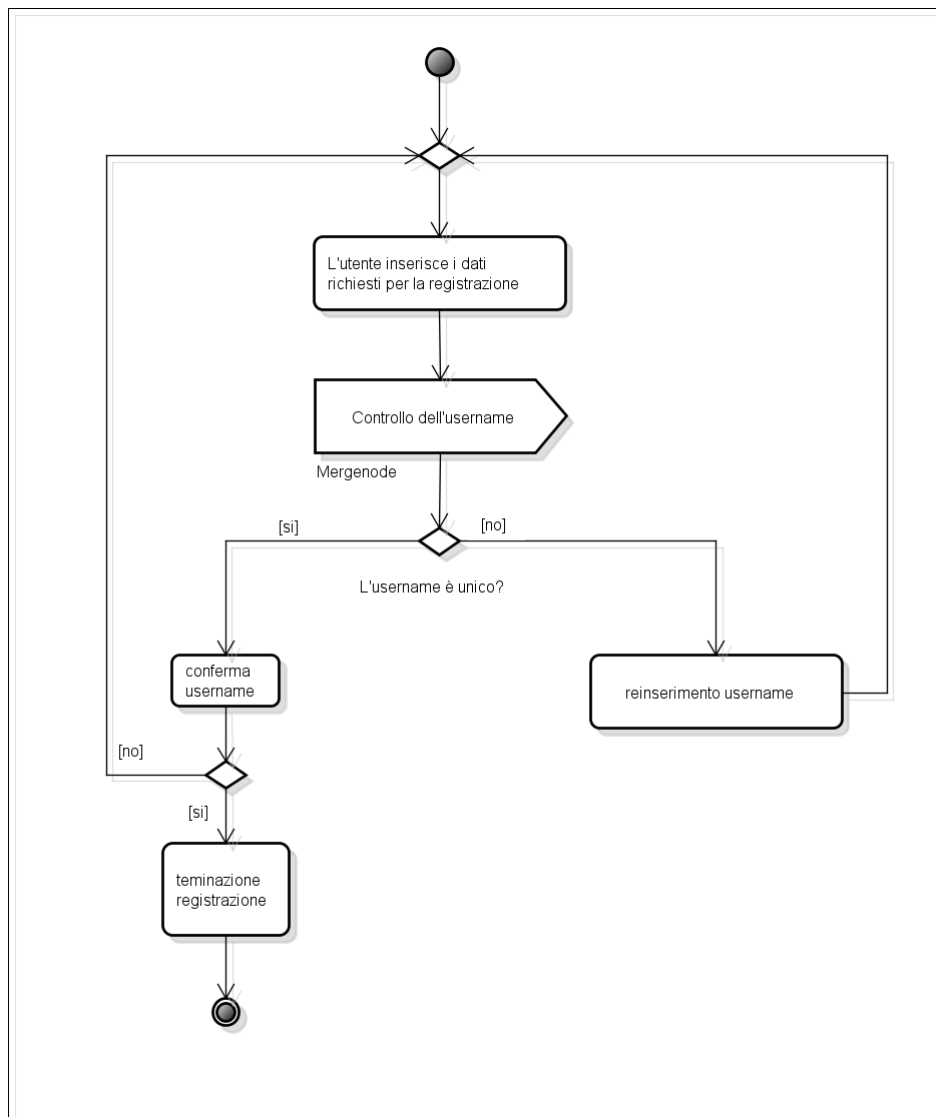 L'utente inserisce i dati
richiesti per la registrazione
Controllo dell'username
Mergenode
[si]
[no]
L'username è unico?
conferma
username
reinserimento username
[no]
[si]
teminazione
registrazione